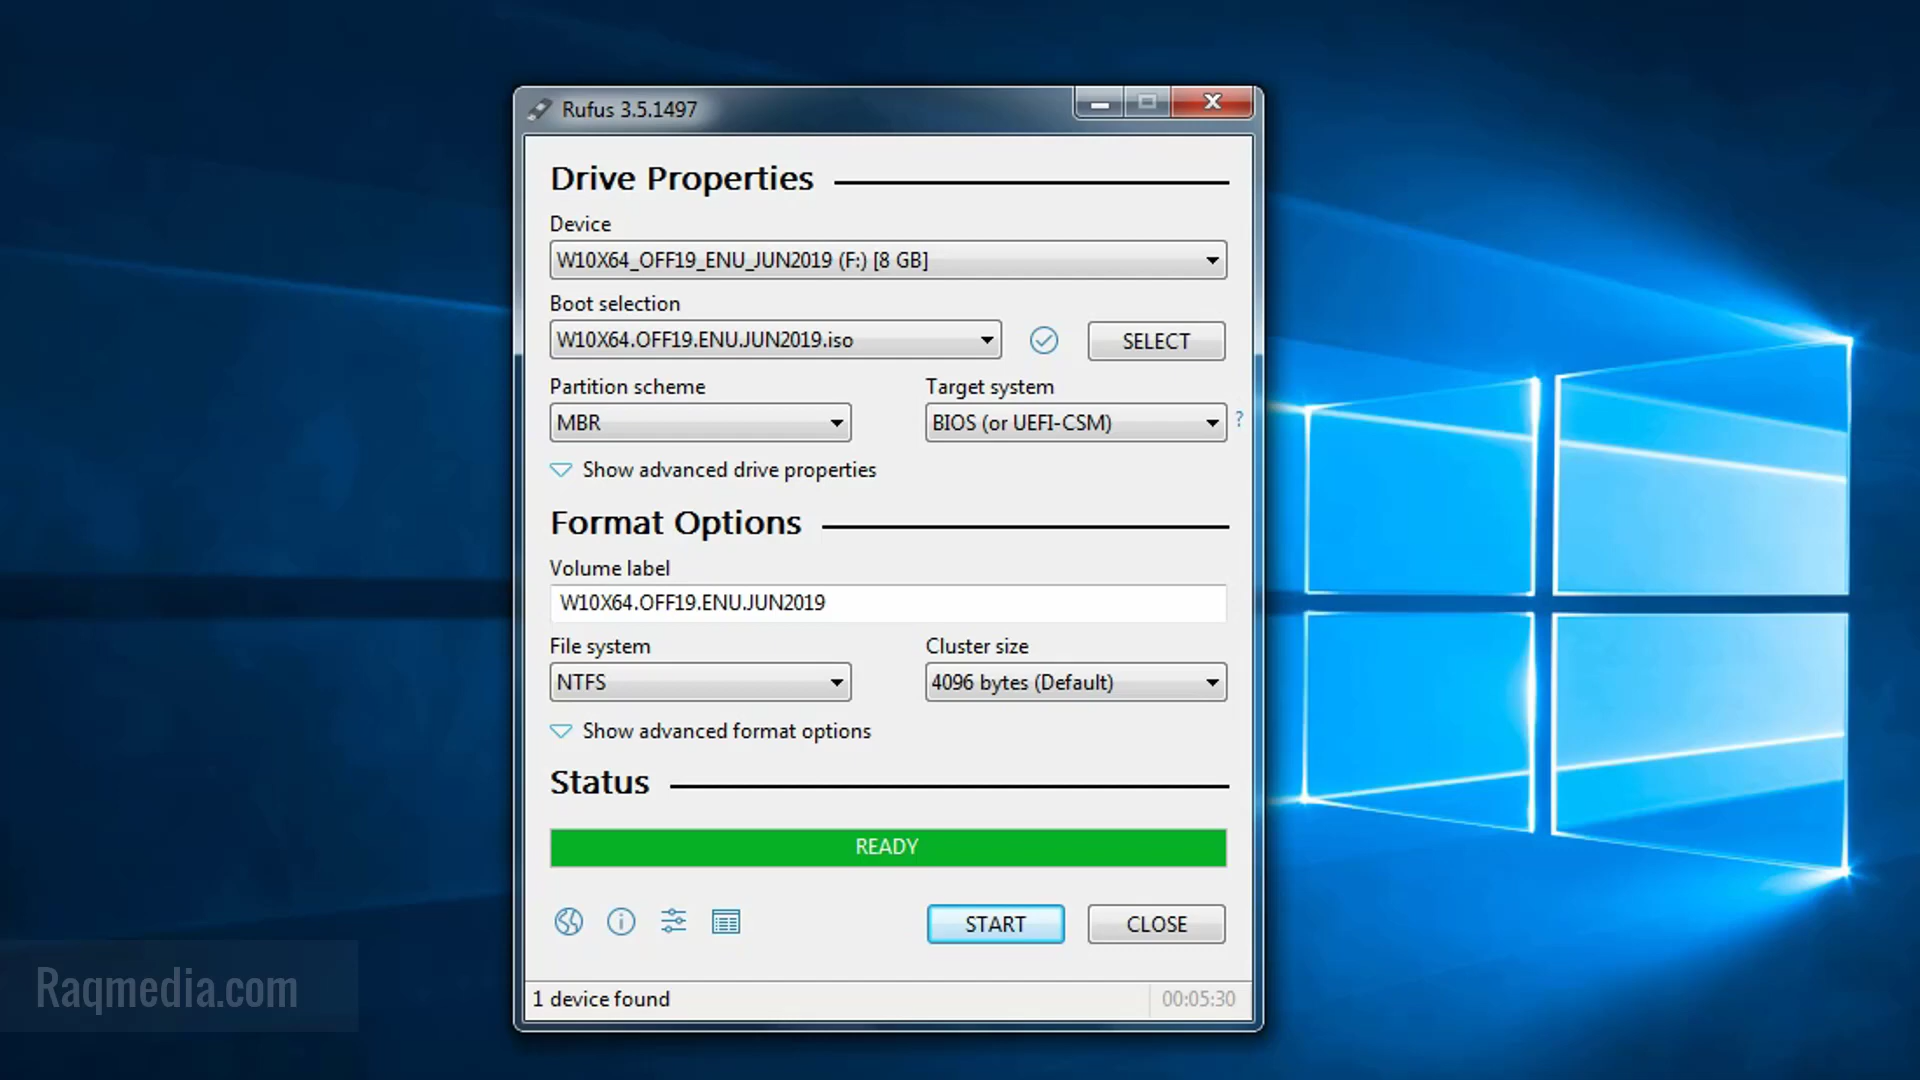 Rufus 3.5.1497
Drive Properties
Device
W10X64_OFF19_ENU_JUN2019 (F:) [8 GB]
Boot selection
W10X64.OFF19.ENU.JUN2019.iso
SELECT
Partition scheme
Target system
MBR
BIOS (or UEFI-CSM)
?
Show advanced drive properties
Format Options
Volume label
W10X64.OFF19.ENU.JUN2019
File system
Cluster size
NTFS
4096 bytes (Default)
Show advanced format options
Status
READY
START
CLOSE
1 device found
00:05:30
Raqmedia.com